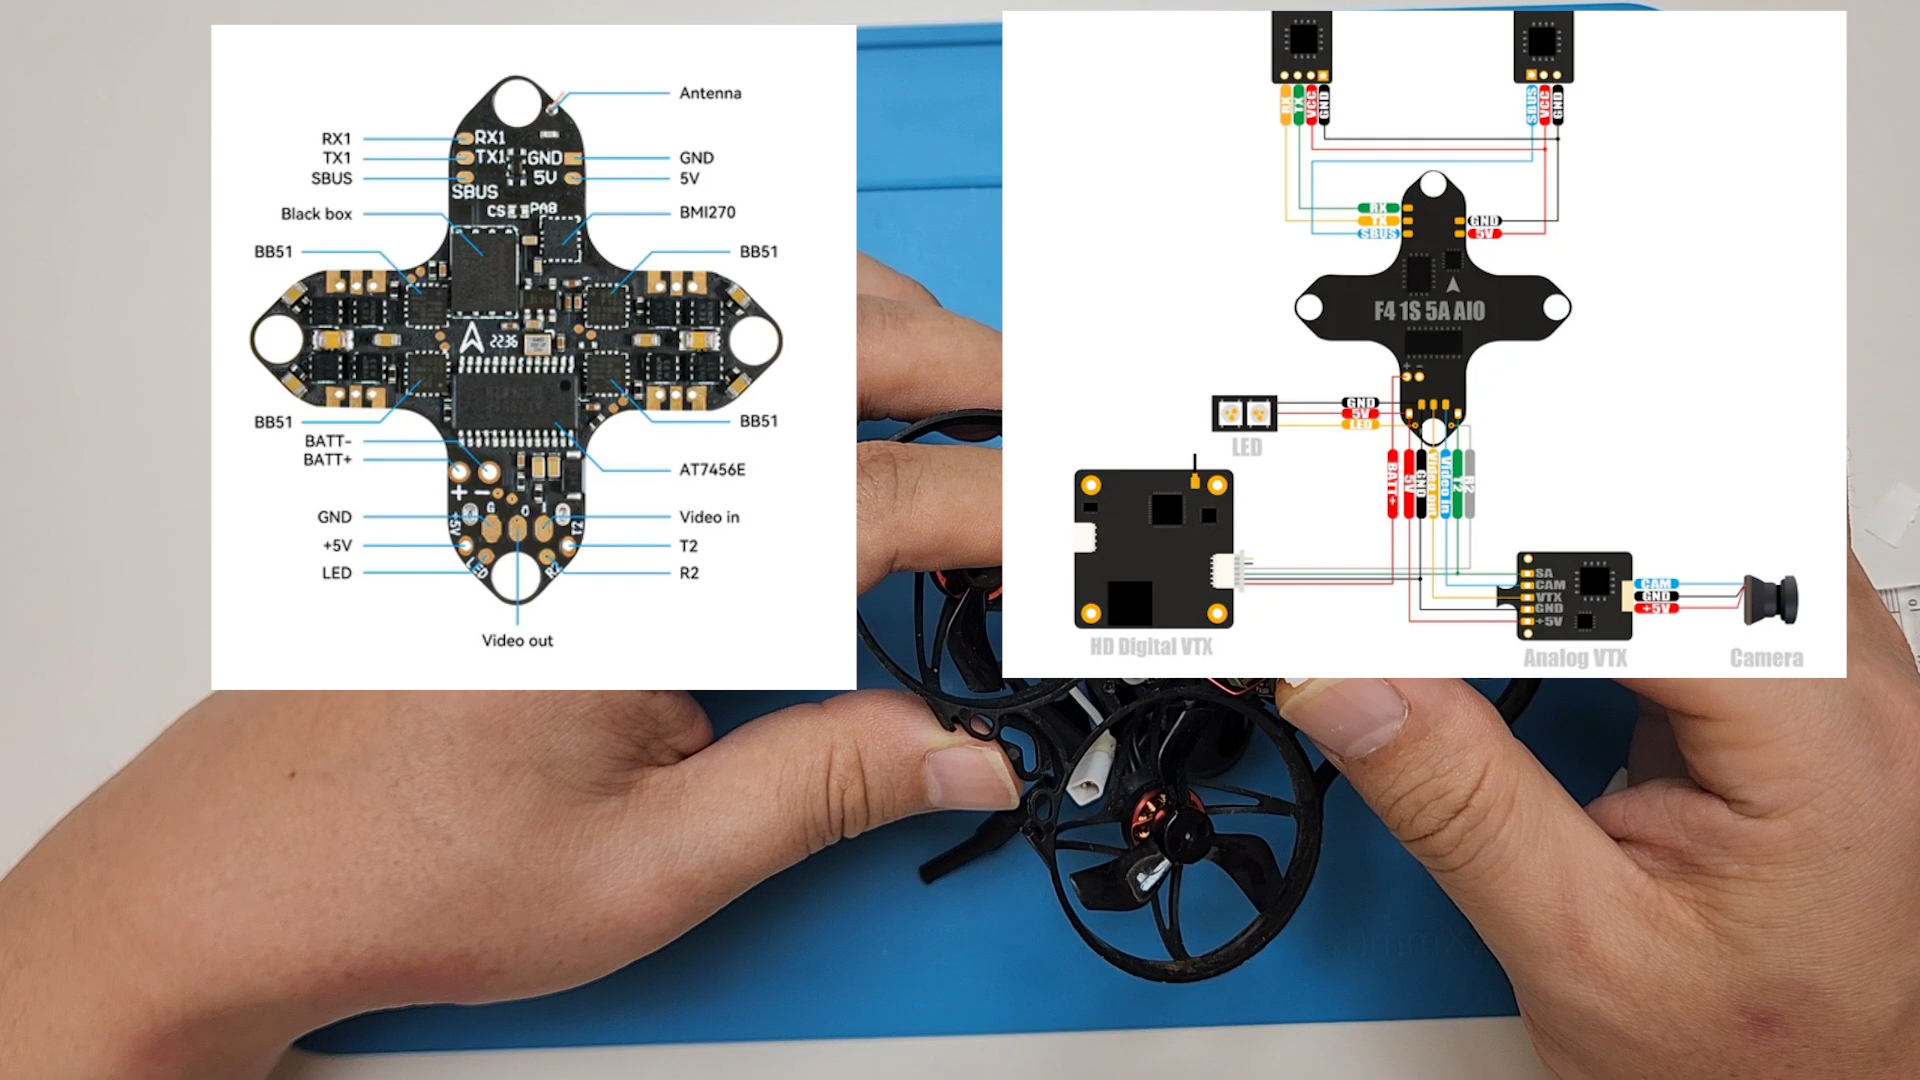 Antenna
RX1
TX1
SBUS
Black box
BB51
BB51
BATT-
BATT+
GND
+5V
LED
GND
5V
BMI270
BB51
BB51
AT7456E
Video in
T2
R2
Video out
RX1
TX1
SBUS
GND
5V
CS
PA8
2236
+ -
+5V
G
O
I
T2
LED
R2
RX
TX
VCC
GND
SBUS
VCC
GND
RX
TX
SBUS
GND
5V
F4 1S 5A AIO
+ -
GND
5V
LED
LED
BATT+
5V
GND
Video out
Video in
T2
R2
HD Digital VTX
SA
CAM
VTX
GND
+5V
CAM
GND
+5V
Analog VTX
Camera